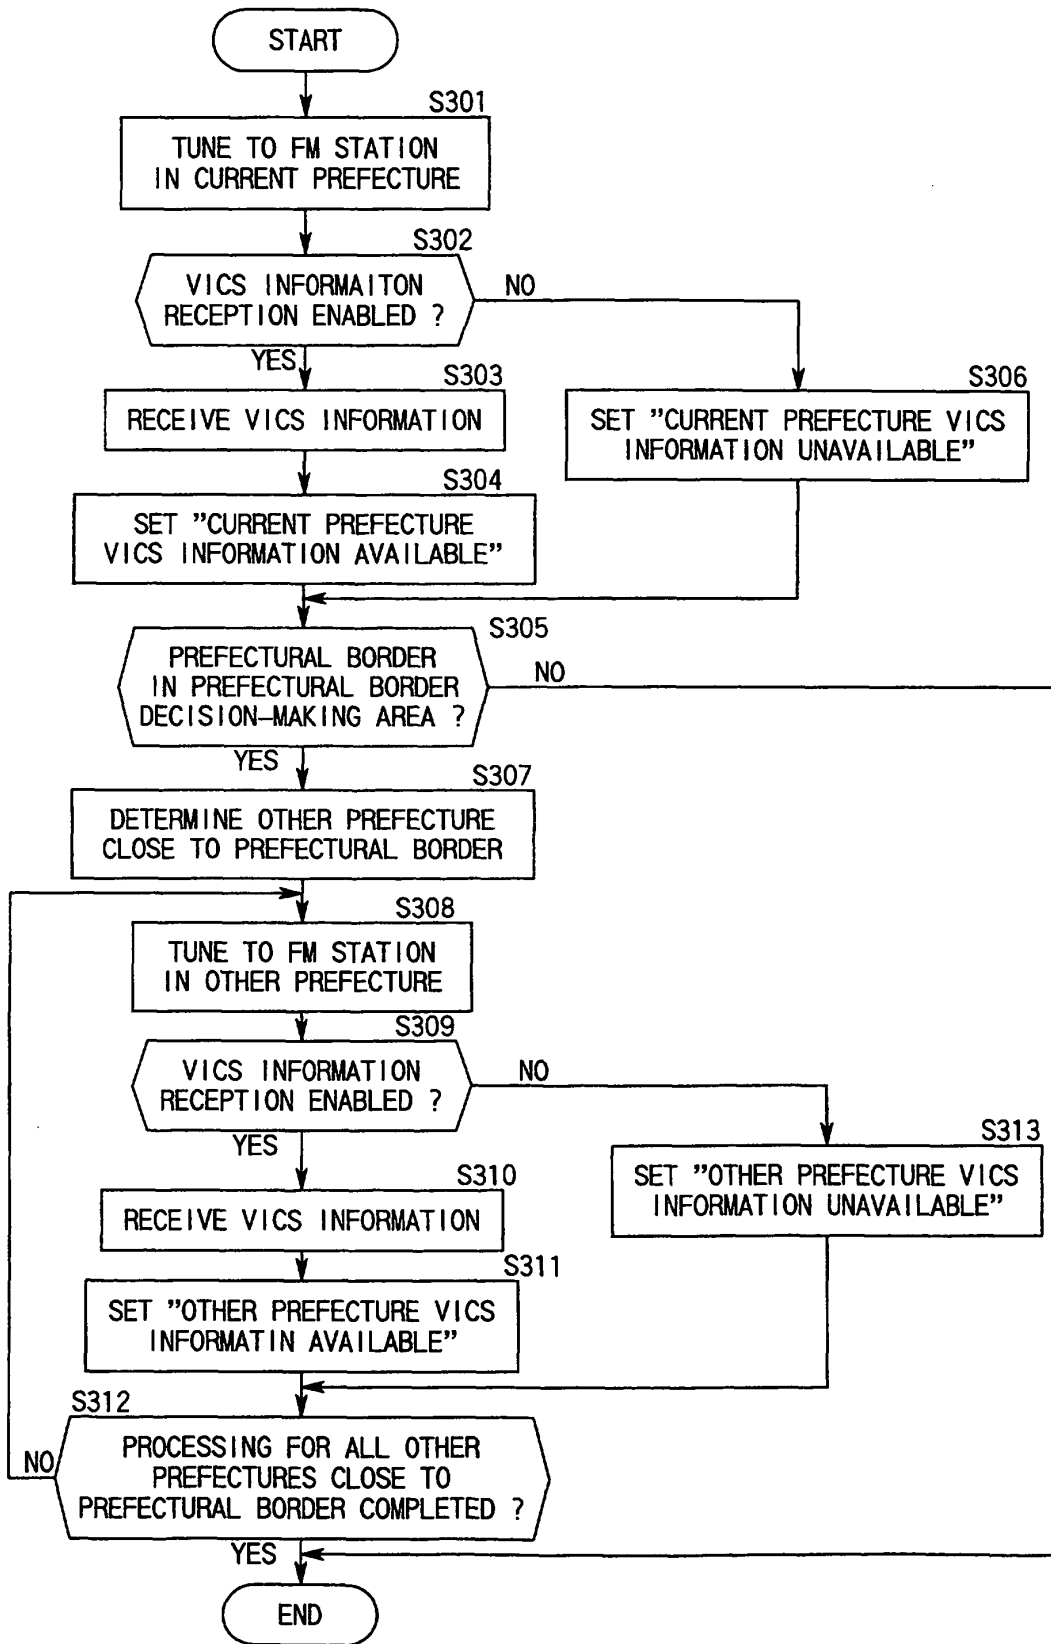 START
S301
TUNE TO FM STATION
IN CURRENT PREFECTURE
S302
VICS INFORMAITON
RECEPTION ENABLED ?
NO
YES
S303
RECEIVE VICS INFORMATION
S306
SET "CURRENT PREFECTURE VICS
INFORMATION UNAVAILABLE"
S304
SET "CURRENT PREFECTURE
VICS INFORMATION AVAILABLE"
S305
PREFECTURAL BORDER
IN PREFECTURAL BORDER
DECISION-MAKING AREA ?
NO
YES
S307
DETERMINE OTHER PREFECTURE
CLOSE TO PREFECTURAL BORDER
S308
TUNE TO FM STATION
IN OTHER PREFECTURE
S309
VICS INFORMATION
RECEPTION ENABLED ?
NO
YES
S310
RECEIVE VICS INFORMATION
S313
SET "OTHER PREFECTURE VICS
INFORMATION UNAVAILABLE"
S311
SET "OTHER PREFECTURE VICS
INFORMATIN AVAILABLE"
S312
PROCESSING FOR ALL OTHER
PREFECTURES CLOSE TO
PREFECTURAL BORDER COMPLETED ?
NO
YES
END